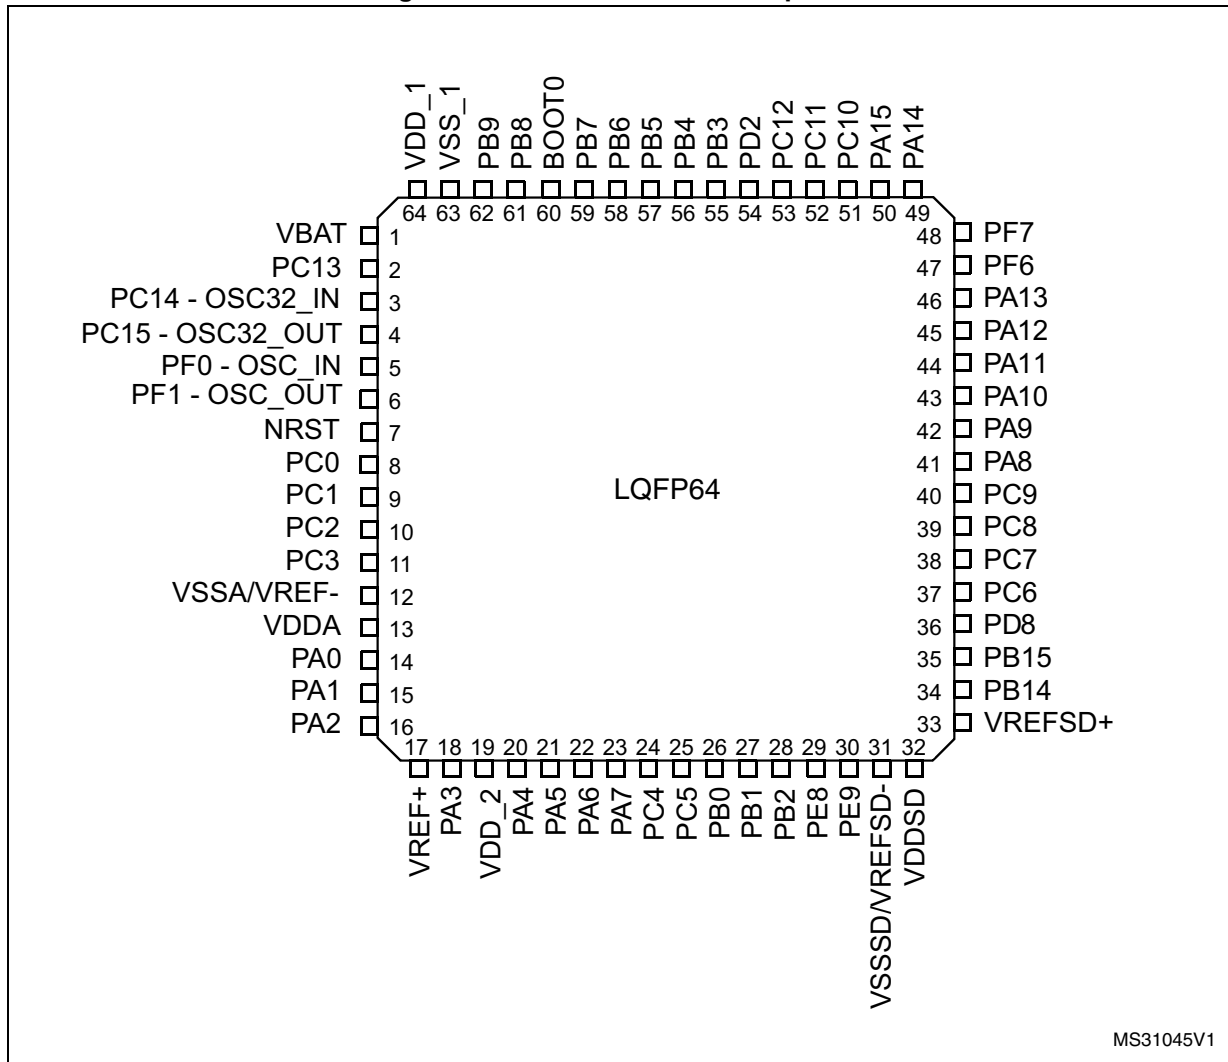 VDD_1
VSS_1
PB9
PB8
BOOT0
PB7
PB6
PB5
PB4
PB3
PD2
PC12
PC11
PC10
PA15
PA14
64 63 62 61 60 59 58 57 56 55 54 53 52 51 50 49
VBAT 1
PC13 2
PC14 - OSC32_IN 3
PC15 - OSC32_OUT 4
PF0 - OSC_IN 5
PF1 - OSC_OUT 6
NRST 7
PC0 8
PC1 9
PC2 10
PC3 11
VSSA/VREF- 12
VDDA 13
PA0 14
PA1 15
PA2 16
LQFP64
48 PF7
47 PF6
46 PA13
45 PA12
44 PA11
43 PA10
42 PA9
41 PA8
40 PC9
39 PC8
38 PC7
37 PC6
36 PD8
35 PB15
34 PB14
33 VREFSD+
17 18 19 20 21 22 23 24 25 26 27 28 29 30 31 32
VREF+
PA3
VDD_2
PA4
PA5
PA6
PA7
PC4
PC5
PB0
PB1
PB2
PE8
PE9
VSSSD/VREFSD-
VDDSD
MS31045V1